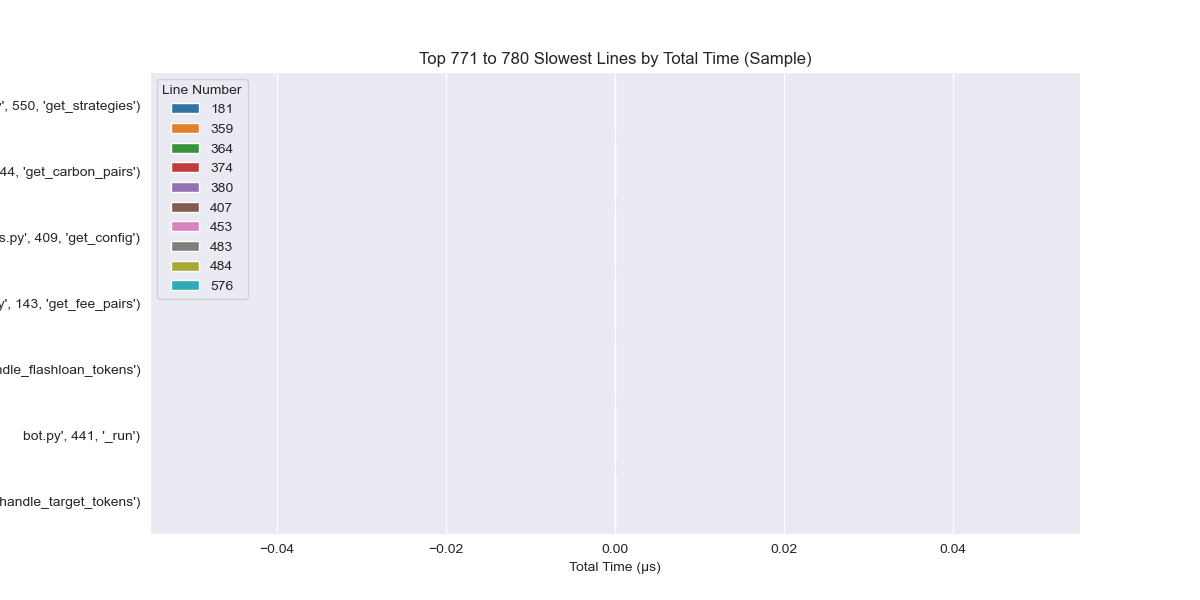 Top 771 to 780 Slowest Lines by Total Time (Sample)
Line Number
181
359
364
374
380
407
453
483
484
576
', 550, 'get_strategies')
44, 'get_carbon_pairs')
s.py', 409, 'get_config')
y', 143, 'get_fee_pairs')
ndle_flashloan_tokens')
bot.py', 441, '_run')
handle_target_tokens')
−0.04
−0.02
0.00
0.02
0.04
Total Time (µs)